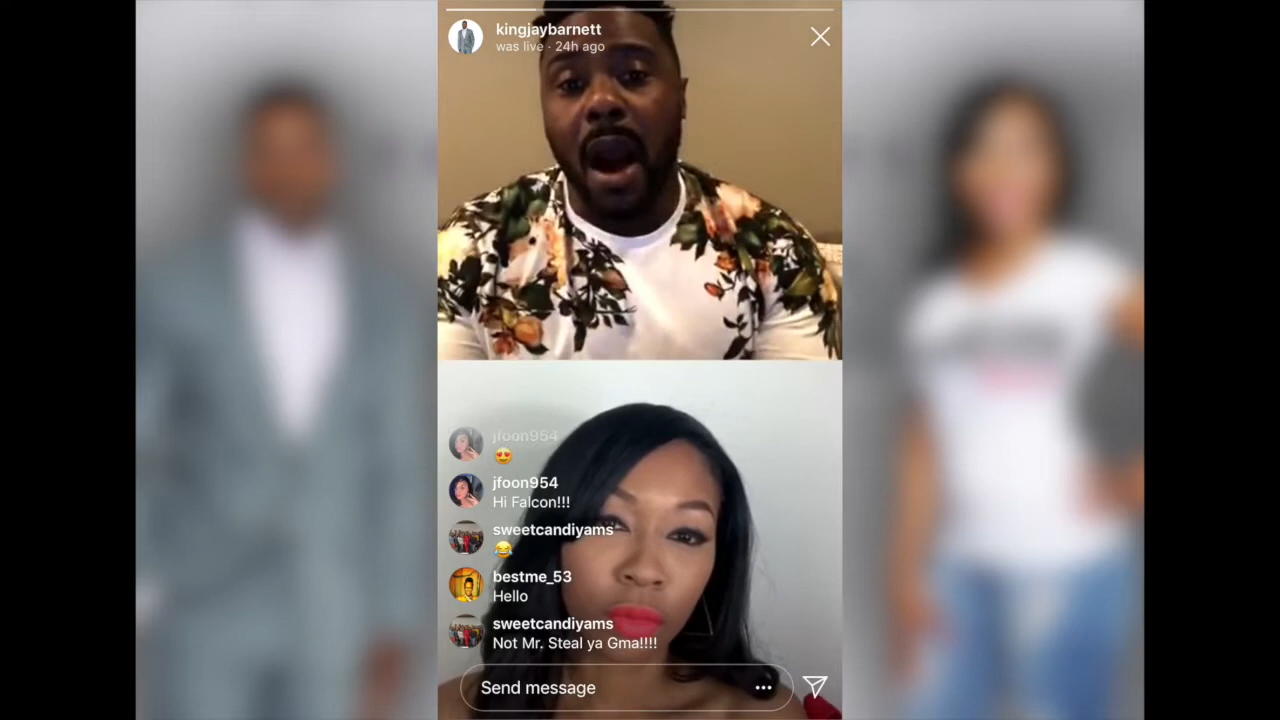 kingjaybarnett
was live · 24h ago
jfoon954
😍
jfoon954
Hi Falcon!!!
sweetcandiyams
😂
bestme_53
Hello
sweetcandiyams
Not Mr. Steal ya Gma!!!!
Send message